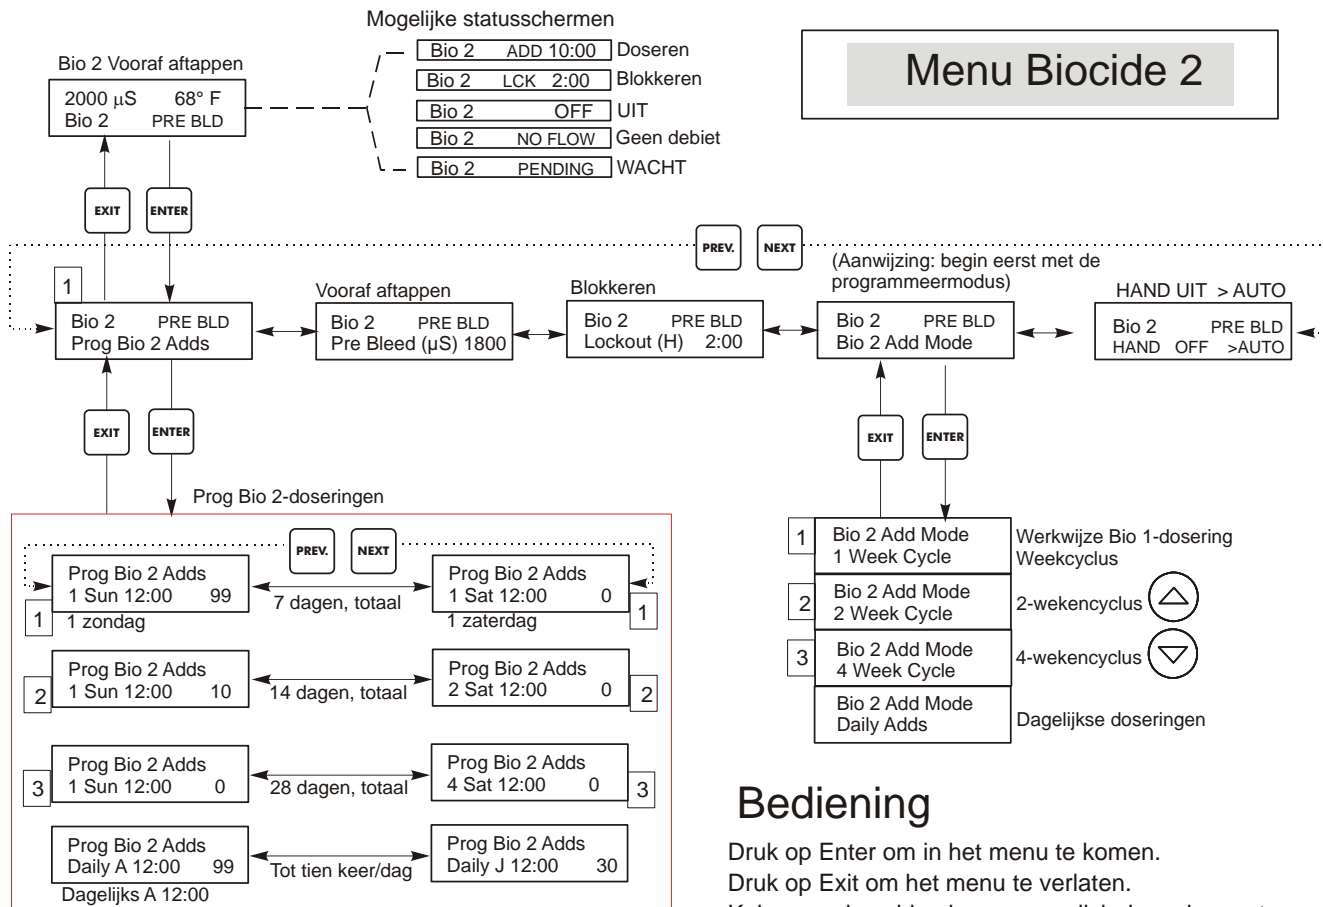 Mogelijke statusschermen
Menu Biocide 2
Bio 2 Vooraf aftappen
2000 µS 68° F
Bio 2 PRE BLD
Bio 2 ADD 10:00 Doseren
Bio 2 LCK 2:00 Blokkeren
Bio 2 OFF UIT
Bio 2 NO FLOW Geen debiet
Bio 2 PENDING WACHT
EXIT ENTER
PREV. NEXT
1
Bio 2 PRE BLD
Prog Bio 2 Adds
Vooraf aftappen
Bio 2 PRE BLD
Pre Bleed (µS) 1800
Blokkeren
Bio 2 PRE BLD
Lockout (H) 2:00
(Aanwijzing: begin eerst met de
programmeermodus)
Bio 2 PRE BLD
Bio 2 Add Mode
HAND UIT > AUTO
Bio 2 PRE BLD
HAND OFF >AUTO
EXIT ENTER
EXIT ENTER
Prog Bio 2-doseringen
PREV. NEXT
Prog Bio 2 Adds
1 Sun 12:00 99
1
1 zondag
7 dagen, totaal
Prog Bio 2 Adds
1 Sat 12:00 0
1
1 zaterdag
Prog Bio 2 Adds
1 Sun 12:00 10
2
14 dagen, totaal
Prog Bio 2 Adds
2 Sat 12:00 0
2
Prog Bio 2 Adds
1 Sun 12:00 0
3
28 dagen, totaal
Prog Bio 2 Adds
4 Sat 12:00 0
3
Prog Bio 2 Adds
Daily A 12:00 99
Dagelijks A 12:00
Tot tien keer/dag
Prog Bio 2 Adds
Daily J 12:00 30
1
Bio 2 Add Mode
1 Week Cycle
Werkwijze Bio 1-dosering
Weekcyclus
2
Bio 2 Add Mode
2 Week Cycle
2-wekencyclus
3
Bio 2 Add Mode
4 Week Cycle
4-wekencyclus
Bio 2 Add Mode
Daily Adds
Dagelijkse doseringen
Bediening
Druk op Enter om in het menu te komen.
Druk op Exit om het menu te verlaten.